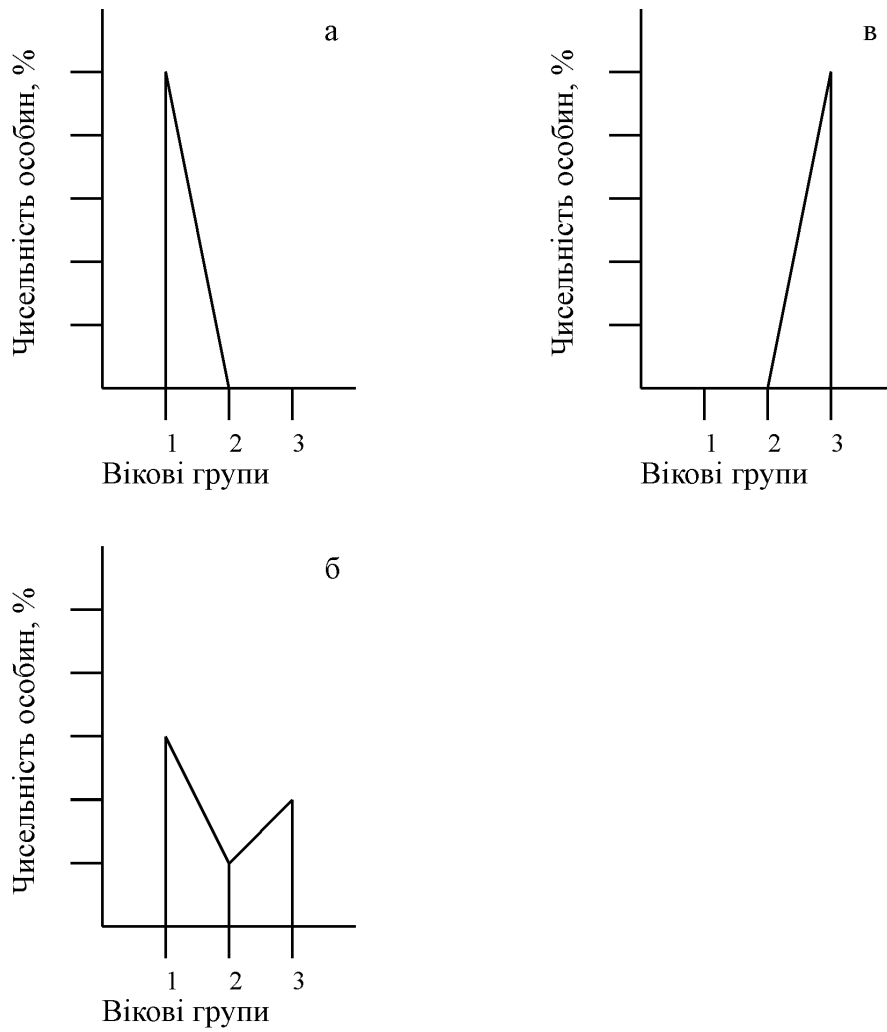 а
Чисельність особин, %
1 2 3
Вікові групи
в
Чисельність особин, %
1 2 3
Вікові групи
б
Чисельність особин, %
1 2 3
Вікові групи